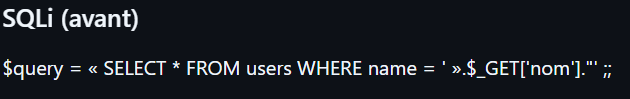 SQLi (avant)
$query = « SELECT * FROM users WHERE name = ' ».$_GET['nom']."' ;;